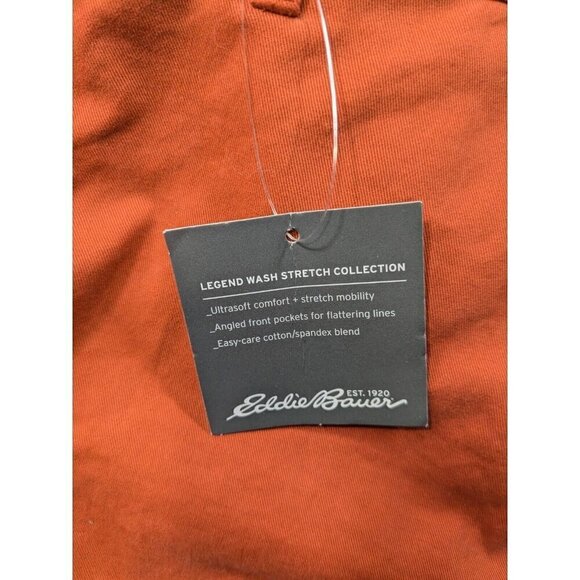 LEGEND WASH STRETCH COLLECTION
_Ultrasoft comfort + stretch mobility
_Angled front pockets for flattering lines
_Easy-care cotton/spandex blend
EST. 1920
Eddie Bauer